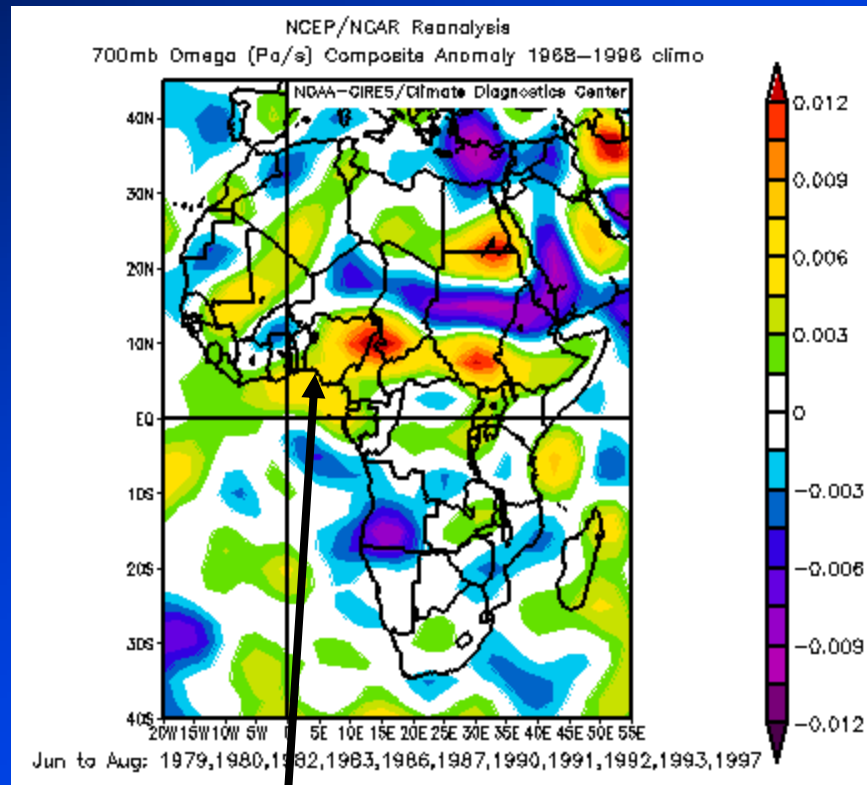 NCEP/NCAR Reanalysis
700mb Omega (Pa/s) Composite Anomaly 1968-1996 climo
NOAA-CIRES/Climate Diagnostics Center
40N
30N
20N
10N
EQ
10S
20S
30S
40S
20W 15W 10W 5W 0 5E 10E 15E 20E 25E 30E 35E 40E 45E 50E 55E
0.012
0.009
0.006
0.003
0
-0.003
-0.006
-0.009
-0.012
Jun to Aug: 1979,1980,1982,1983,1986,1987,1990,1991,1992,1993,1997